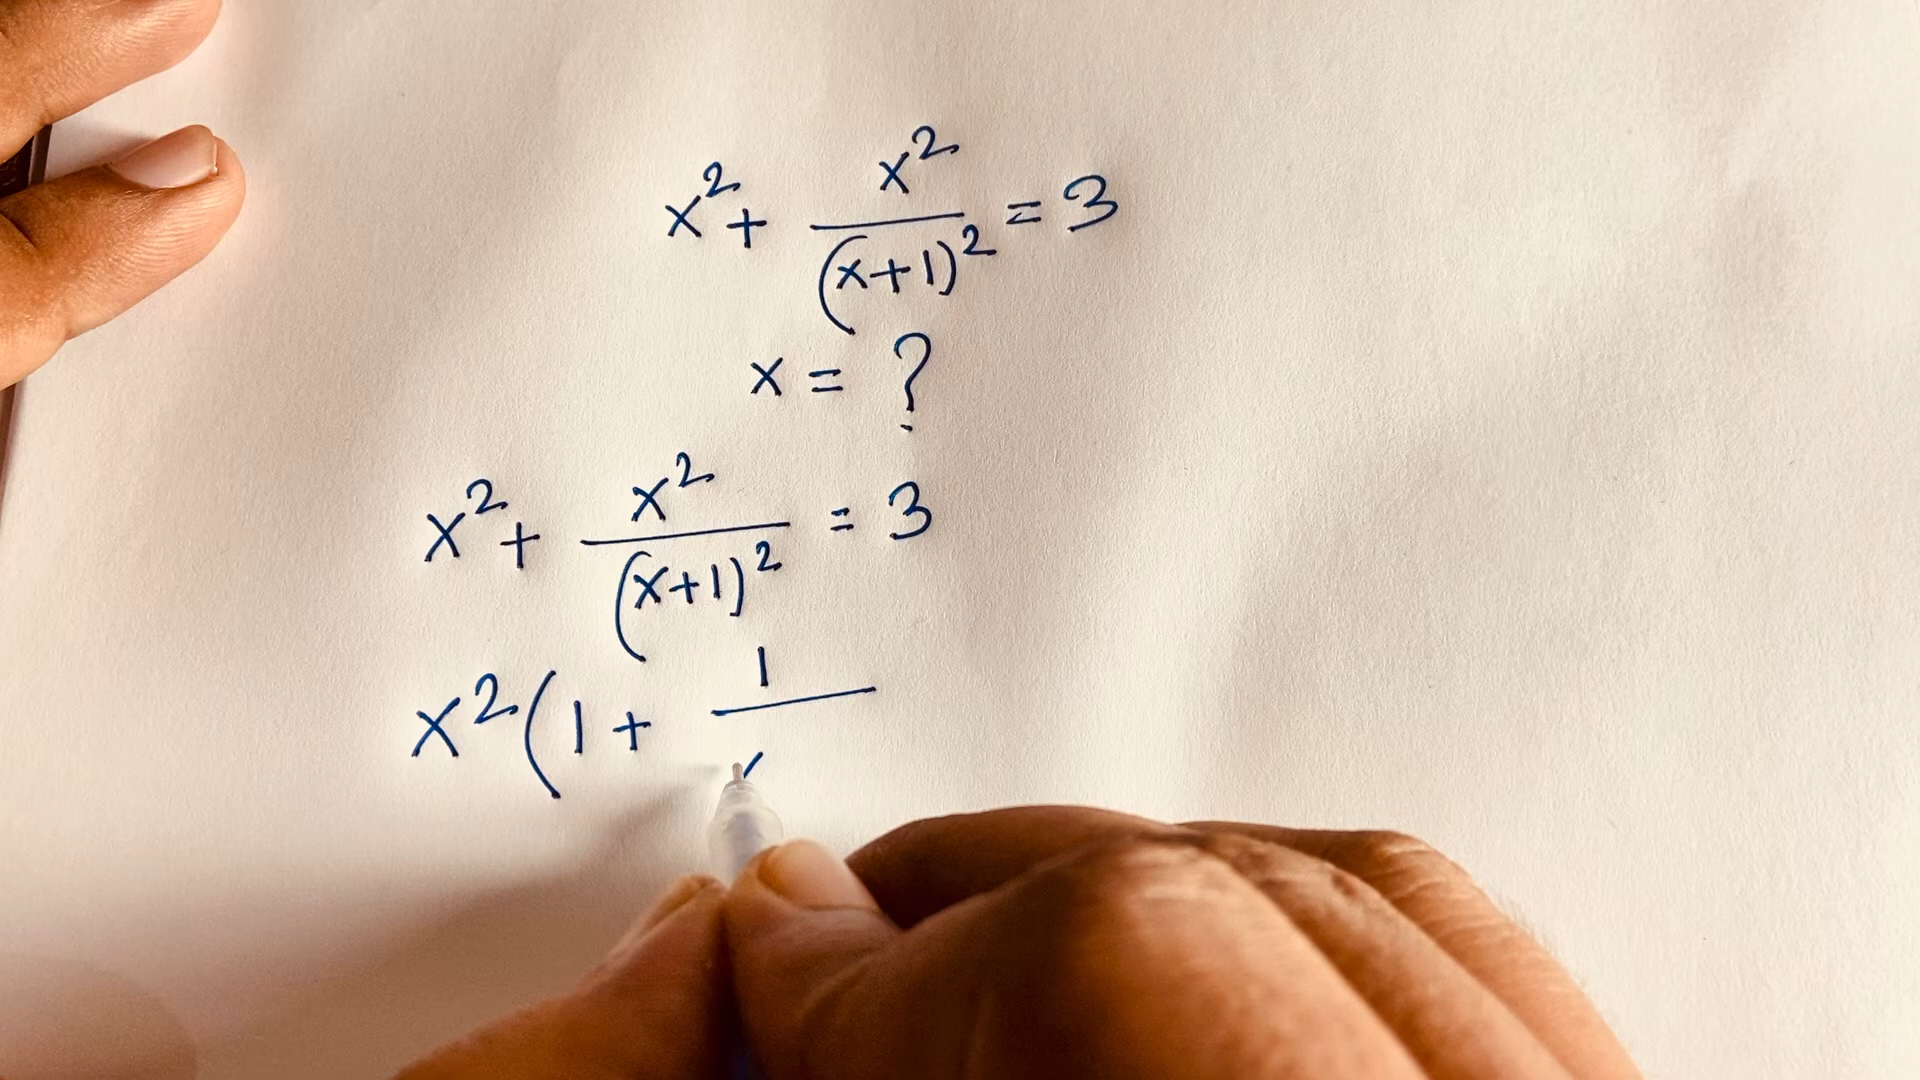 x² + x²/(x+1)² = 3
x = ?
x² + x²/(x+1)² = 3
x²(1 + 1/